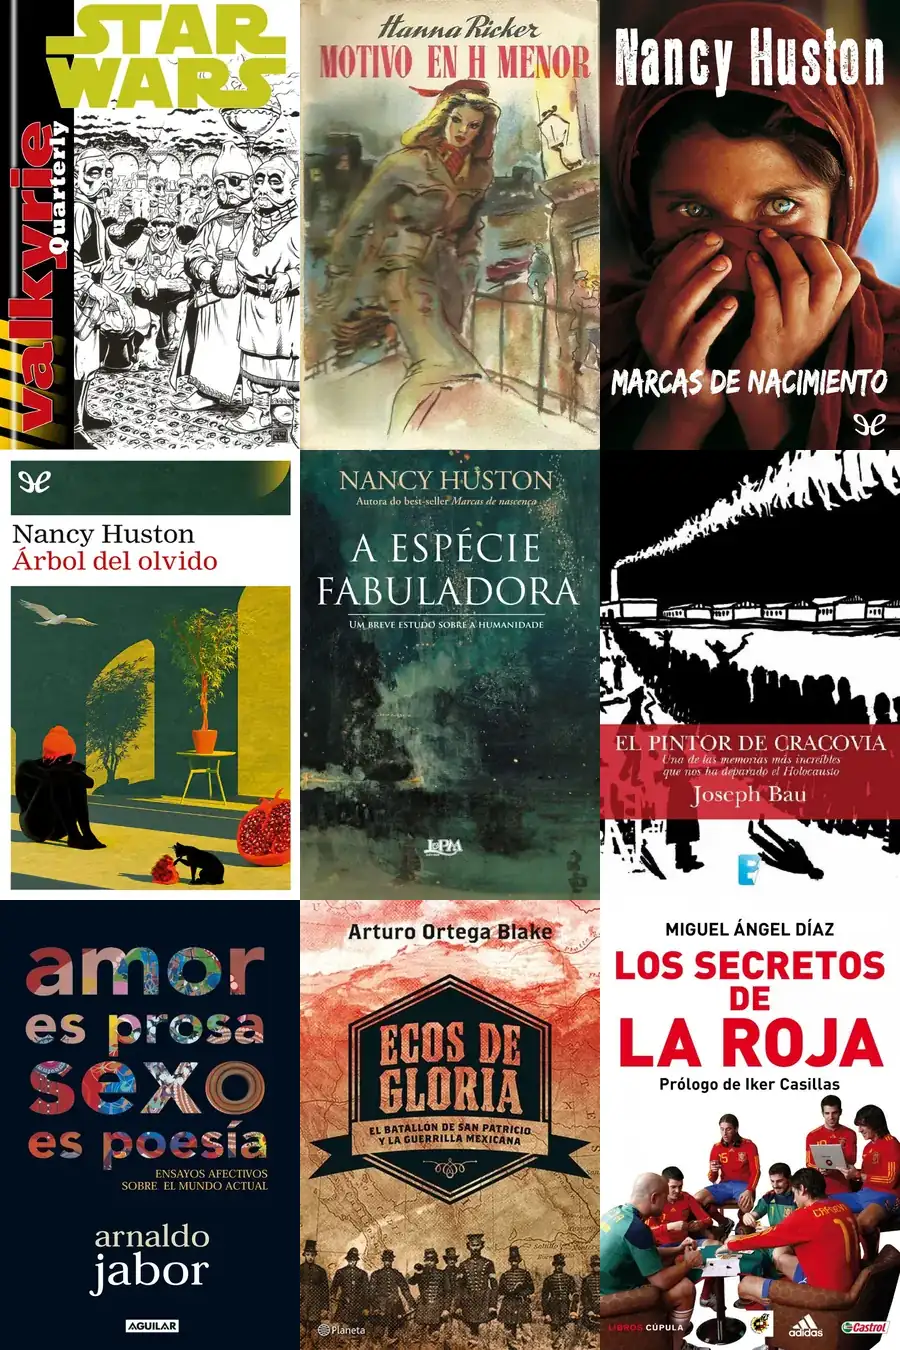 STAR
WARS
valkyrie
Quarterly
Hanna Ricker
MOTIVO EN H MENOR
Nancy Huston
MARCAS DE NACIMIENTO
Nancy Huston
Árbol del olvido
NANCY HUSTON
Autora do best-seller Marcas de nascença
A ESPÉCIE
FABULADORA
UM BREVE ESTUDO SOBRE A HUMANIDADE
L&PM
EL PINTOR DE CRACOVIA
Una de las memorias más increíbles
que nos ha deparado el Holocausto
Joseph Bau
B
amor
es prosa
sexo
es poesía
ENSAYOS AFECTIVOS
SOBRE EL MUNDO ACTUAL
arnaldo
jabor
AGUILAR
Arturo Ortega Blake
ECOS DE
GLORIA
EL BATALLÓN DE SAN PATRICIO
Y LA GUERRILLA MEXICANA
Planeta
MIGUEL ÁNGEL DÍAZ
LOS SECRETOS
DE
LA ROJA
Prólogo de Iker Casillas
15
10
CAPDEVILA
1
LIBROS CÚPULA
adidas
Castrol